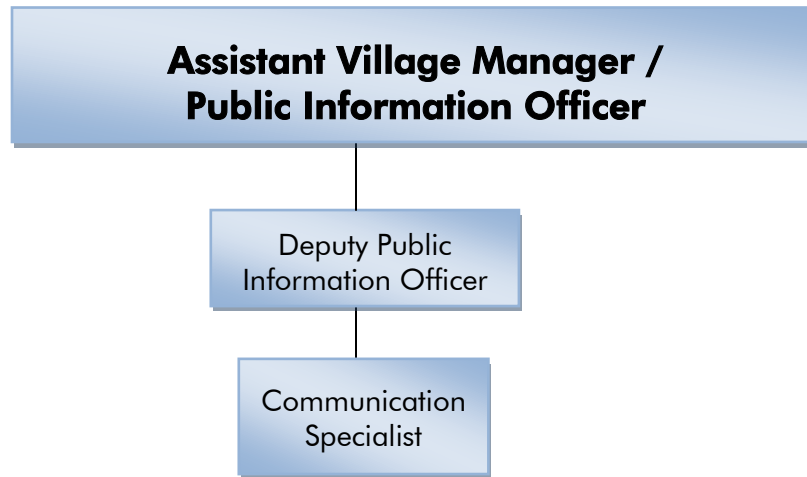 Assistant Village Manager /
Public Information Officer
Deputy Public
Information Officer
Communication
Specialist